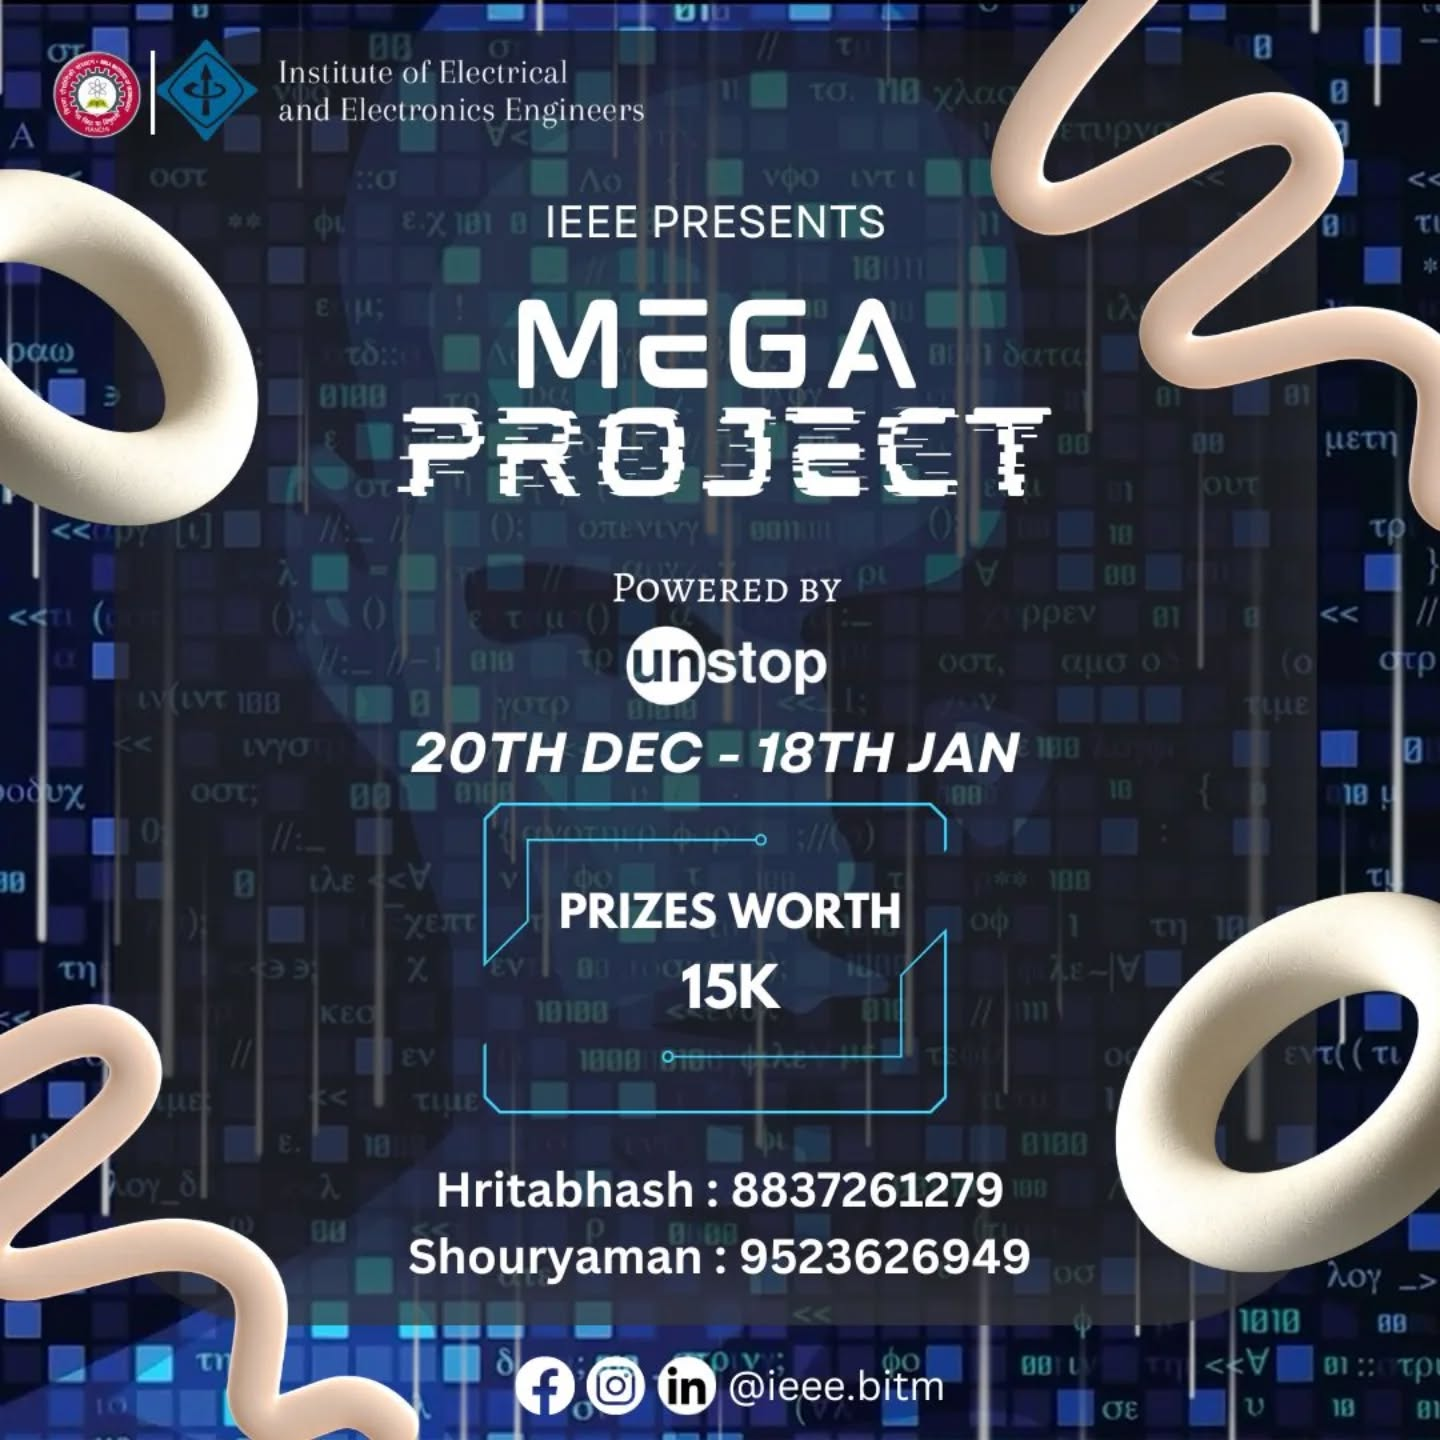 Institute of Electrical
and Electronics Engineers
IEEE PRESENTS
MEGA
PROJECT
POWERED BY
unstop
20TH DEC - 18TH JAN
PRIZES WORTH
15K
Hritabhash : 8837261279
Shouryaman : 9523626949
@ieee.bitm